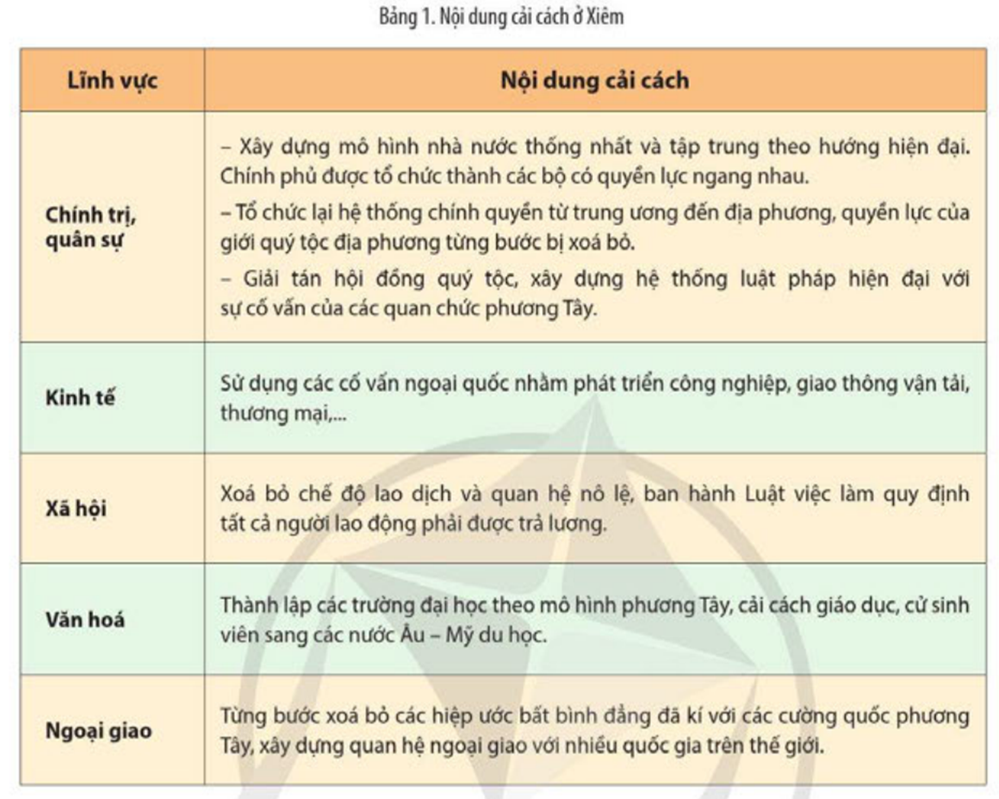 Bảng 1. Nội dung cải cách ở Xiêm
Lĩnh vực
Nội dung cải cách
Chính trị,
quân sự
– Xây dựng mô hình nhà nước thống nhất và tập trung theo hướng hiện đại.
Chính phủ được tổ chức thành các bộ có quyền lực ngang nhau.
– Tổ chức lại hệ thống chính quyền từ trung ương đến địa phương, quyền lực của
giới quý tộc địa phương từng bước bị xoá bỏ.
– Giải tán hội đồng quý tộc, xây dựng hệ thống luật pháp hiện đại với
sự cố vấn của các quan chức phương Tây.
Kinh tế
Sử dụng các cố vấn ngoại quốc nhằm phát triển công nghiệp, giao thông vận tải,
thương mại,...
Xã hội
Xoá bỏ chế độ lao dịch và quan hệ nô lệ, ban hành Luật việc làm quy định
tất cả người lao động phải được trả lương.
Văn hoá
Thành lập các trường đại học theo mô hình phương Tây, cải cách giáo dục, cử sinh
viên sang các nước Âu – Mỹ du học.
Ngoại giao
Từng bước xoá bỏ các hiệp ước bất bình đẳng đã kí với các cường quốc phương
Tây, xây dựng quan hệ ngoại giao với nhiều quốc gia trên thế giới.